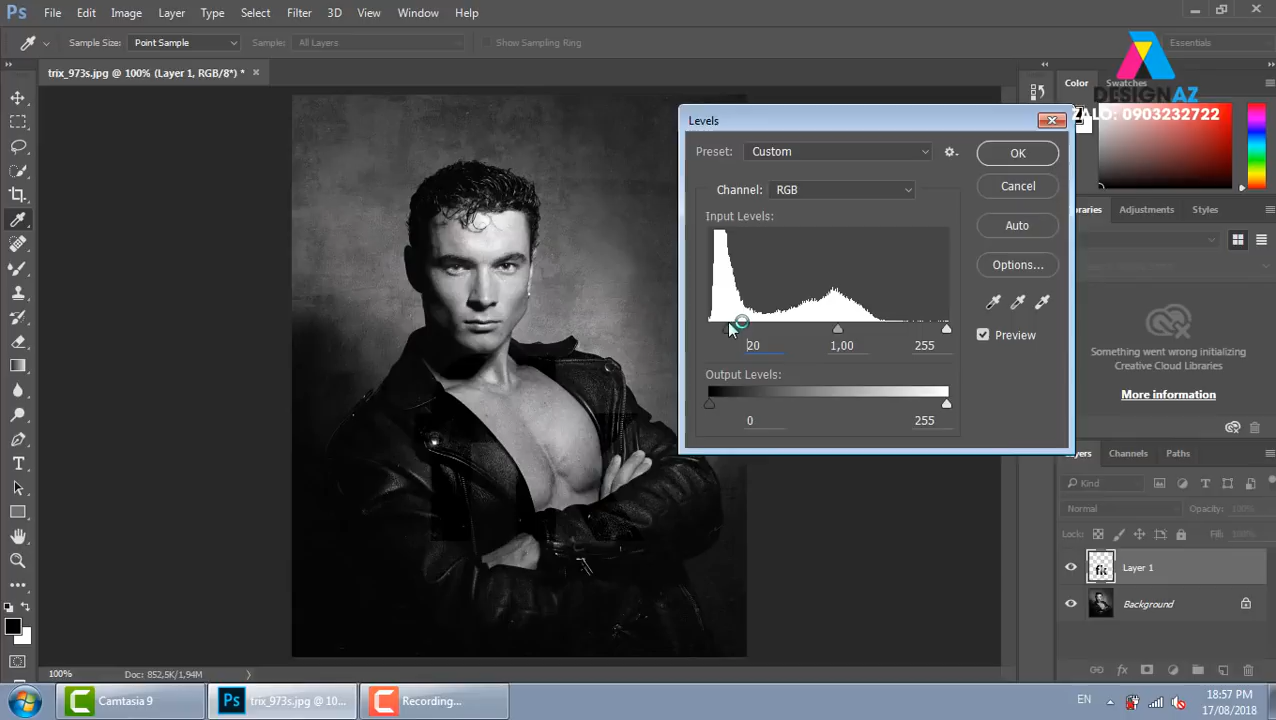 Ps File Edit Image Layer Type Select Filter 3D View Window Help
Sample Size: Point Sample Sample: All Layers Show Sampling Ring Essentials
trix_973s.jpg @ 100% (Layer 1, RGB/8*) *
Color Swatches
DESIGN AZ
ZALO: 0903232722
Levels
Preset: Custom
OK
Channel: RGB
Cancel
Input Levels:
Auto
Options...
Preview
20 1,00 255
Output Levels:
0 255
Adjustments Styles
Something went wrong
Creative Cloud Libraries
More information
Channels Paths
Kind
Normal Opacity: 100%
Lock: Fill: 100%
Layer 1
Background
100% Doc: 852,5K/1,94M
Camtasia 9
Ps trix_973s.jpg @ 10...
Recording...
EN
18:57 PM
17/08/2018